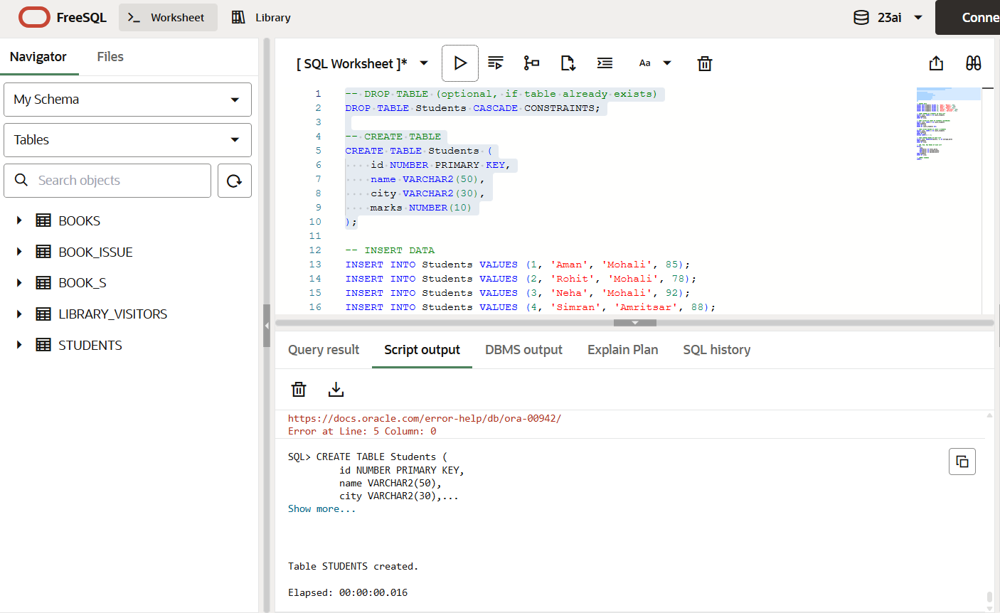 FreeSQL
Worksheet
Library
23ai
Conne
Navigator
Files
My Schema
Tables
Search objects
BOOKS
BOOK_ISSUE
BOOK_S
LIBRARY_VISITORS
STUDENTS
[ SQL Worksheet ]*
Aa
1 -- DROP TABLE (optional, if table already exists)
2 DROP TABLE Students CASCADE CONSTRAINTS;
3
4 -- CREATE TABLE
5 CREATE TABLE Students (
6     id NUMBER PRIMARY KEY,
7     name VARCHAR2(50),
8     city VARCHAR2(30),
9     marks NUMBER(10)
10 );
11
12 -- INSERT DATA
13 INSERT INTO Students VALUES (1, 'Aman', 'Mohali', 85);
14 INSERT INTO Students VALUES (2, 'Rohit', 'Mohali', 78);
15 INSERT INTO Students VALUES (3, 'Neha', 'Mohali', 92);
16 INSERT INTO Students VALUES (4, 'Simran', 'Amritsar', 88);
Query result
Script output
DBMS output
Explain Plan
SQL history
https://docs.oracle.com/error-help/db/ora-00942/
Error at Line: 5 Column: 0
SQL> CREATE TABLE Students (
id NUMBER PRIMARY KEY,
name VARCHAR2(50),
city VARCHAR2(30),...
Show more...
Table STUDENTS created.
Elapsed: 00:00:00.016